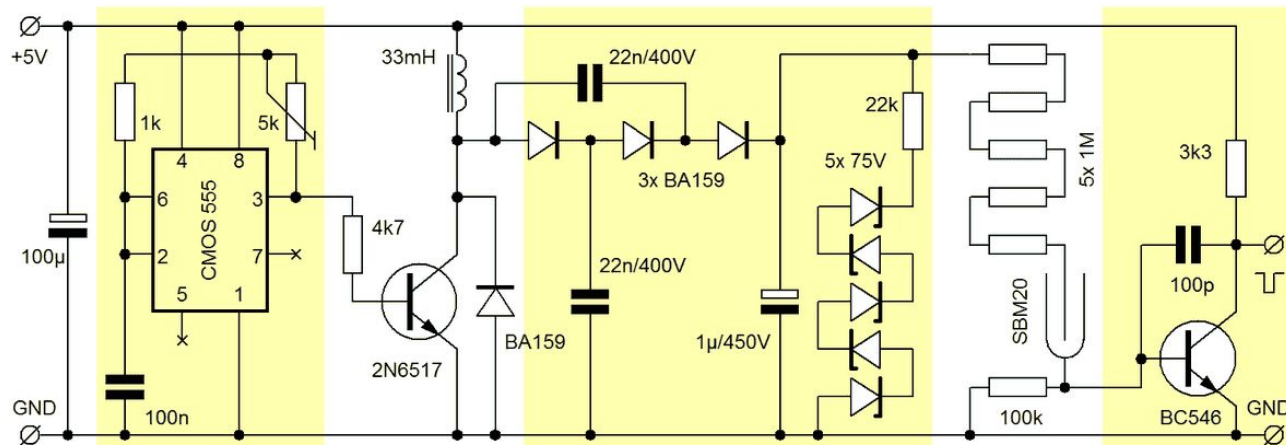 +5V
33mH
22n/400V
1k
5k
4
8
22k
5x 1M
3k3
5x 75V
3x BA159
CMOS 555
6
3
2
7
4k7
100µ
5
1
22n/400V
100p
SBM20
BA159
1µ/450V
2N6517
GND
100n
100k
BC546
GND